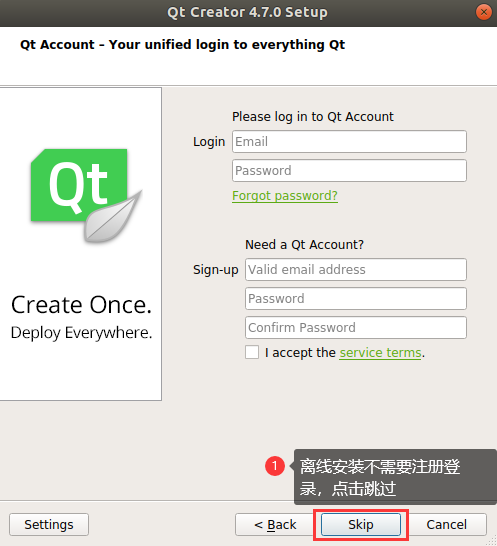 Qt Creator 4.7.0 Setup
Qt Account – Your unified login to everything Qt
Qt
Create Once.
Deploy Everywhere.
Please log in to Qt Account
Login
Email
Password
Forgot password?
Need a Qt Account?
Sign-up
Valid email address
Password
Confirm Password
I accept the service terms.
1
离线安装不需要注册登
录，点击跳过
Settings
< Back
Skip
Cancel